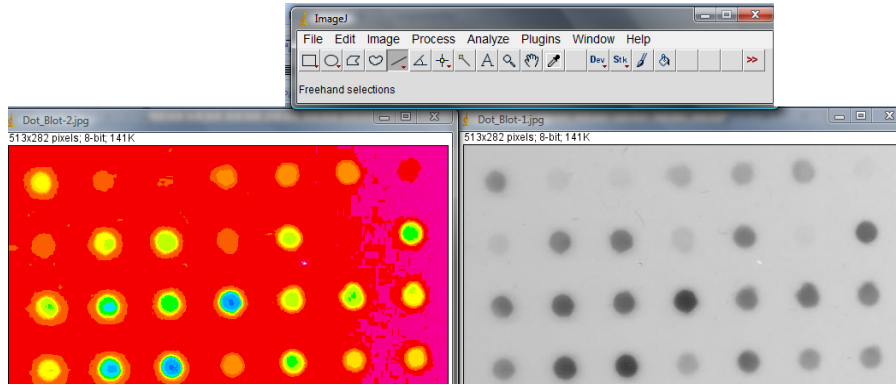 ImageJ
File Edit Image Process Analyze Plugins Window Help
A Dev Stk >>
Freehand selections
Dot_Blot-2.jpg
513x282 pixels; 8-bit; 141K
Dot_Blot-1.jpg
513x282 pixels; 8-bit; 141K